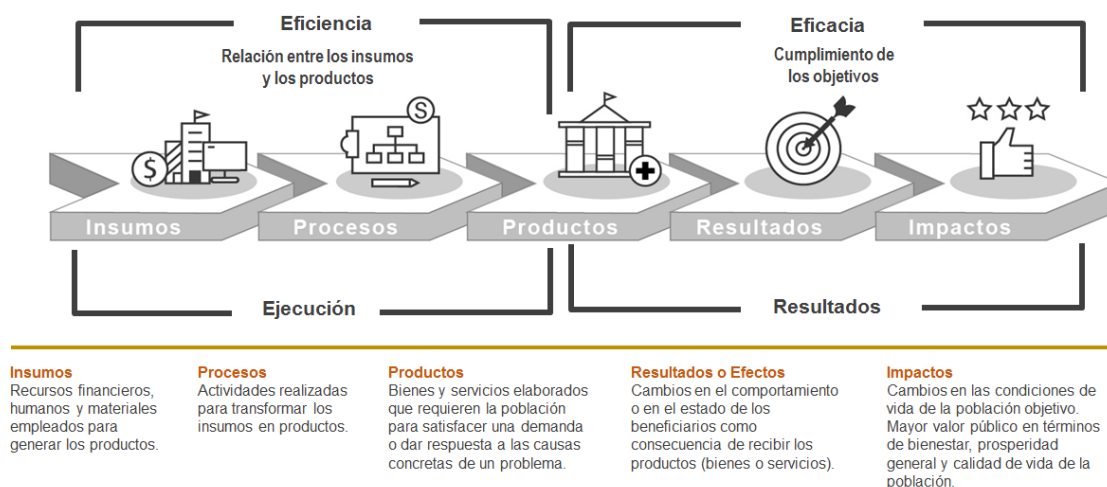 Eficiencia
Relación entre los insumos
y los productos
Eficacia
Cumplimiento de
los objetivos
$
S
Insumos
Procesos
Productos
Resultados
Impactos
Ejecución
Resultados
Insumos
Recursos financieros,
humanos y materiales
empleados para
generar los productos.
Procesos
Actividades realizadas
para transformar los
insumos en productos.
Productos
Bienes y servicios elaborados
que requieren la población
para satisfacer una demanda
o dar respuesta a las causas
concretas de un problema.
Resultados o Efectos
Cambios en el comportamiento
o en el estado de los
beneficiarios como
consecuencia de recibir los
productos (bienes o servicios).
Impactos
Cambios en las condiciones de
vida de la población objetivo.
Mayor valor público en términos
de bienestar, prosperidad
general y calidad de vida de la
población.